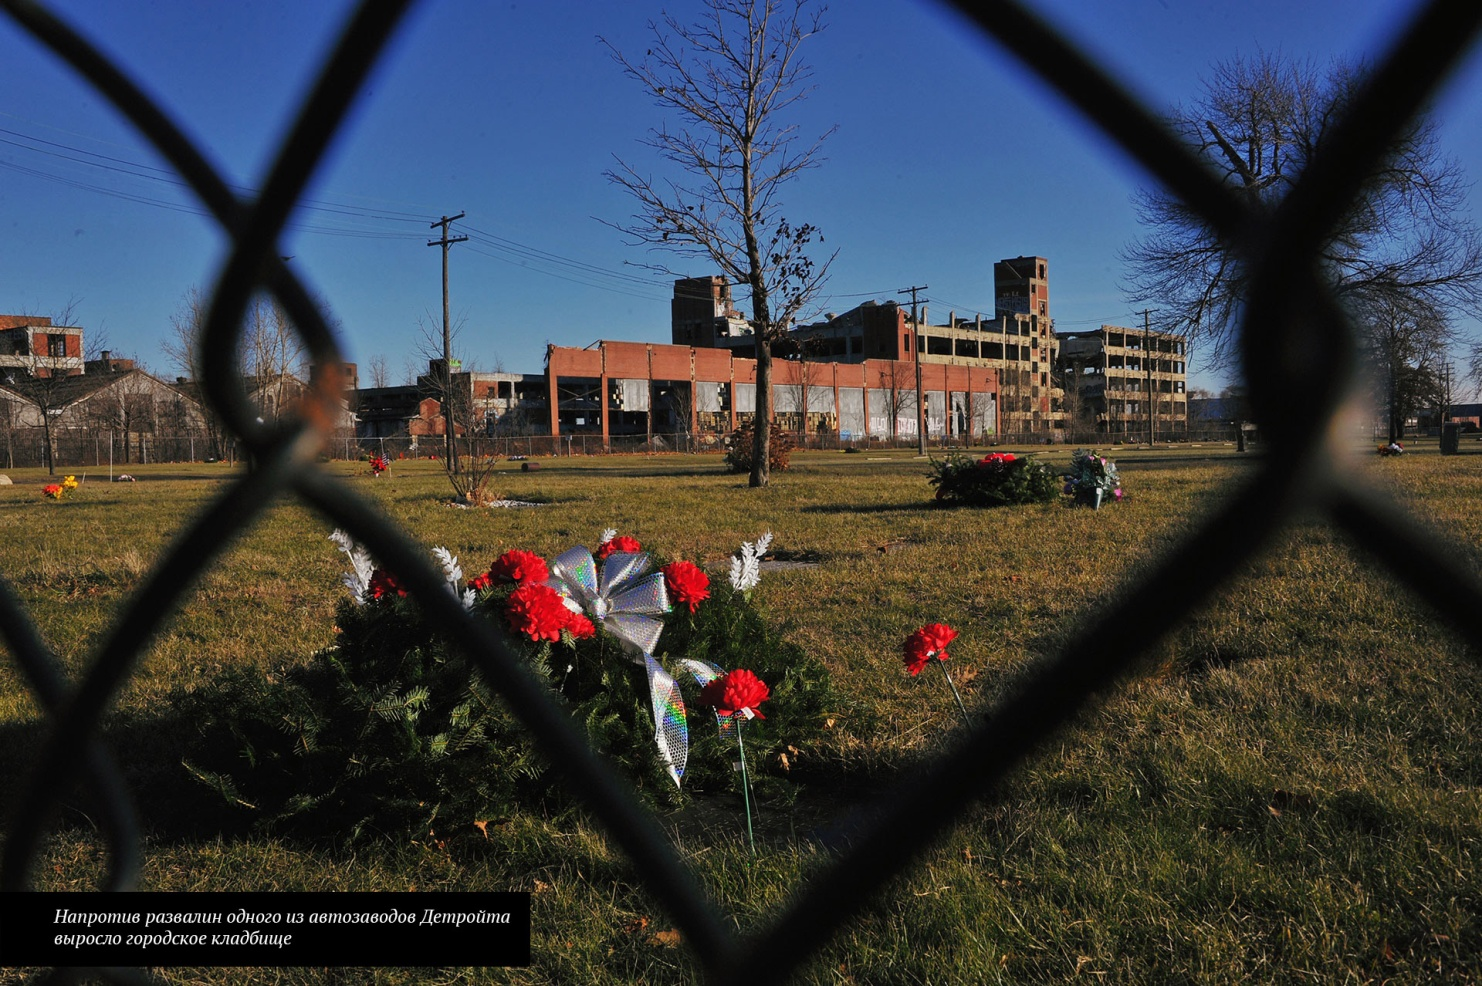 Напротив развалин одного из автозаводов Детройта
выросло городское кладбище